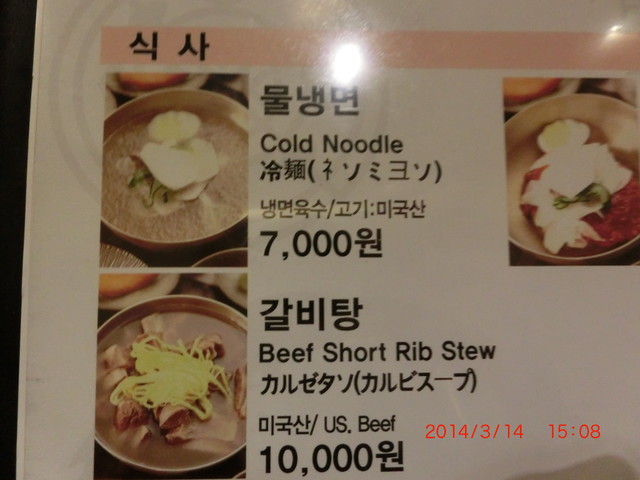 식 사
물냉면
Cold Noodle
冷麵(ネソミヨソ)
냉면육수/고기:미국산
7,000원
갈비탕
Beef Short Rib Stew
カルゼタソ(カルビスープ)
미국산/ US. Beef
10,000원
2014/3/14 15:08